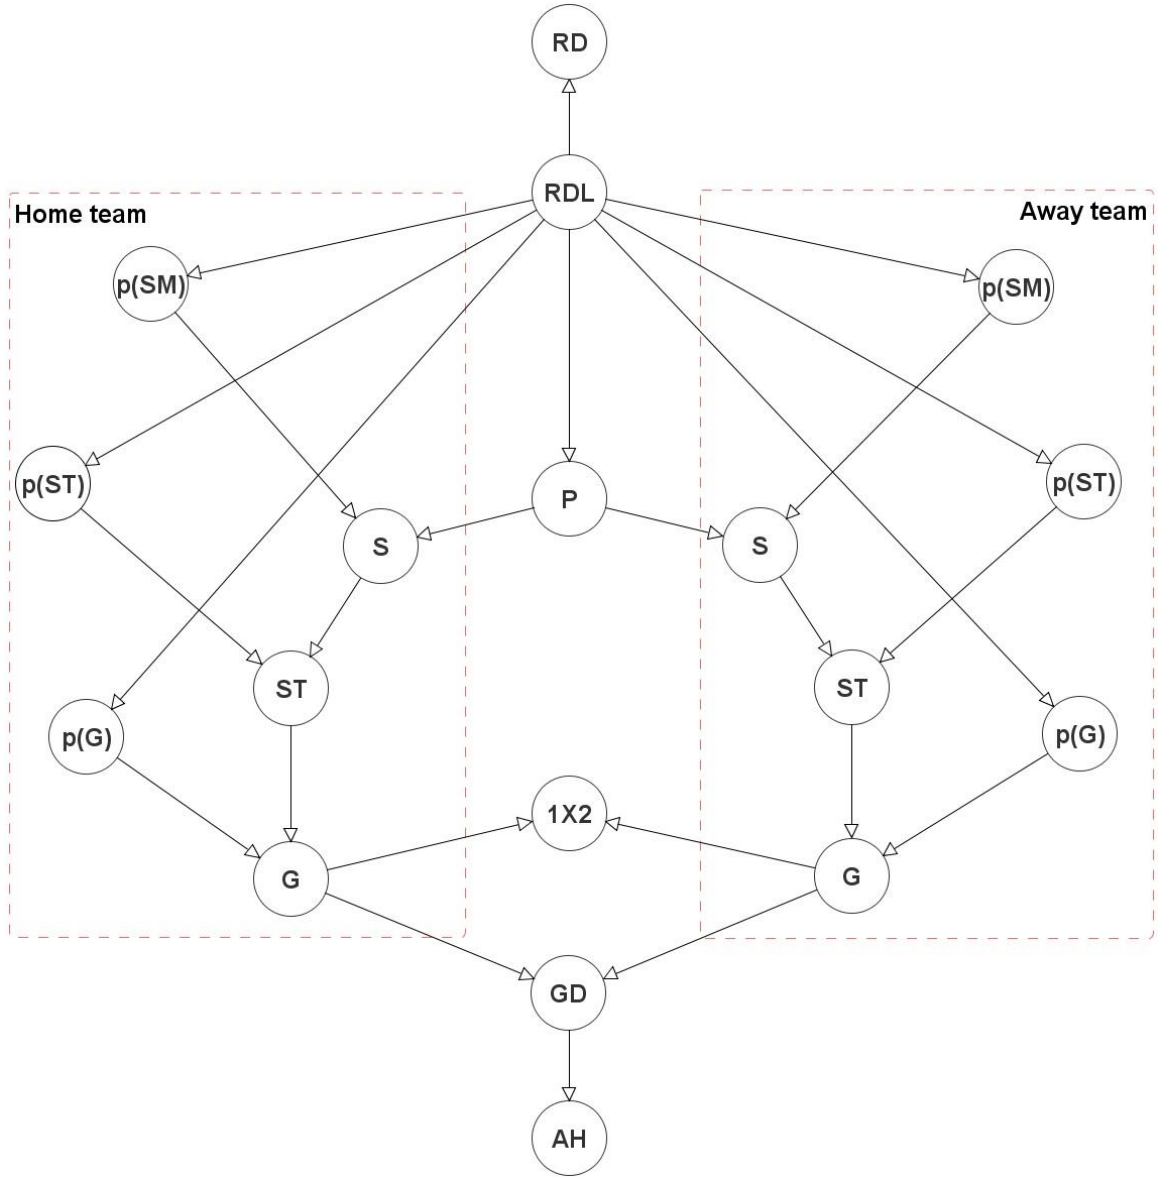 RD
RDL
Home team
Away team
p(SM)
p(SM)
p(ST)
p(ST)
P
S
S
ST
ST
p(G)
p(G)
1X2
G
G
GD
AH